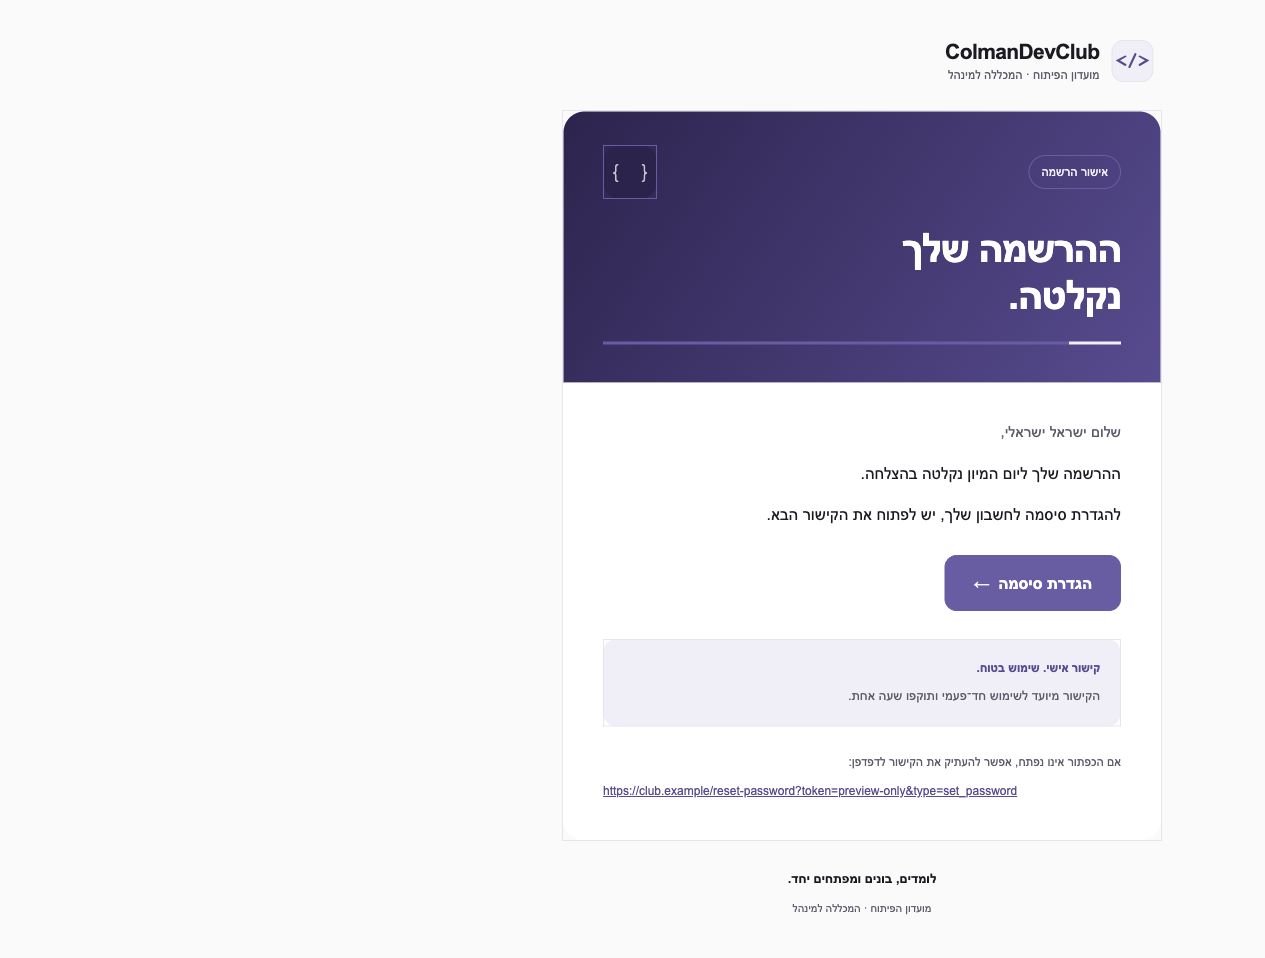 </>
ColmanDevClub
מועדון הפיתוח · המכללה למינהל
אישור הרשמה
{ }
ההרשמה שלך
נקלטה.
שלום ישראל ישראלי,
ההרשמה שלך ליום המיון נקלטה בהצלחה.
להגדרת סיסמה לחשבון שלך, יש לפתוח את הקישור הבא.
הגדרת סיסמה ←
קישור אישי. שימוש בטוח.
הקישור מיועד לשימוש חד־פעמי ותוקפו שעה אחת.
אם הכפתור אינו נפתח, אפשר להעתיק את הקישור לדפדפן:
https://club.example/reset-password?token=preview-only&type=set_password
לומדים, בונים ומפתחים יחד.
מועדון הפיתוח · המכללה למינהל